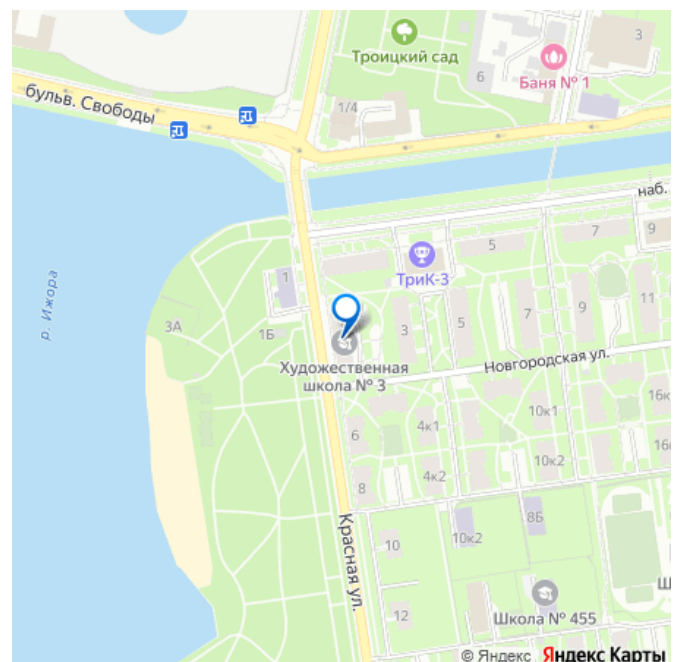 3
Троицкий сад
6
Баня № 1
бульв. Свободы
1/4
наб.
5
7
9
ТриК-3
1
р. Ижора
3А
1Б
3
5
7
9
11
Художественная
школа № 3
Новгородская ул.
16к
6
4к1
10к1
16
4к2
10к2
8
Красная ул.
8Б
10
10к2
Ш
12
Школа № 455
© Яндекс Яндекс Карты